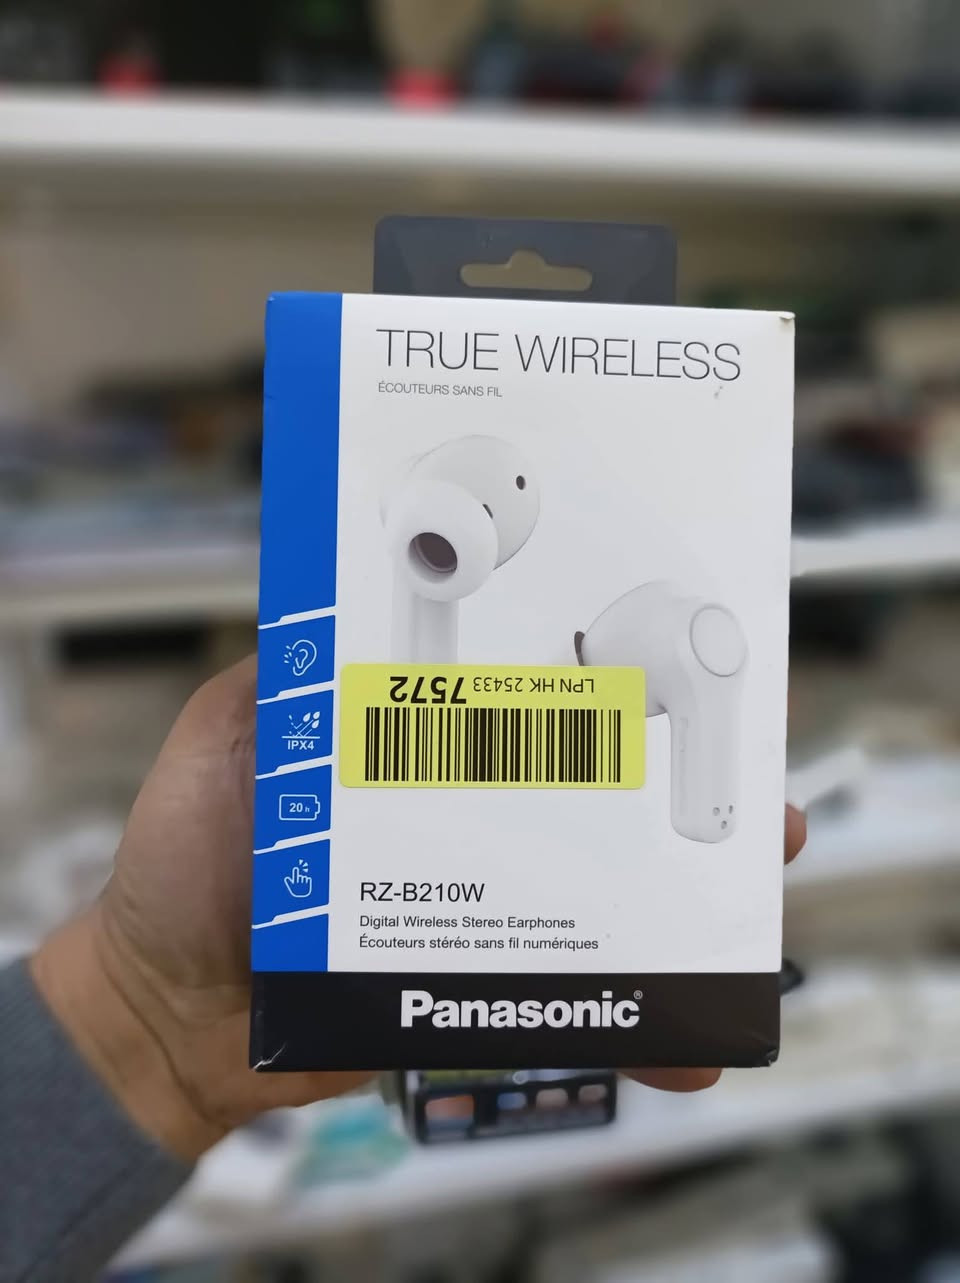 TRUE WIRELESS
ÉCOUTEURS SANS FIL
LPN HK 25433 7572
IPX4
20 h
RZ-B210W
Digital Wireless Stereo Earphones
Écouteurs stéréo sans fil numériques
Panasonic®